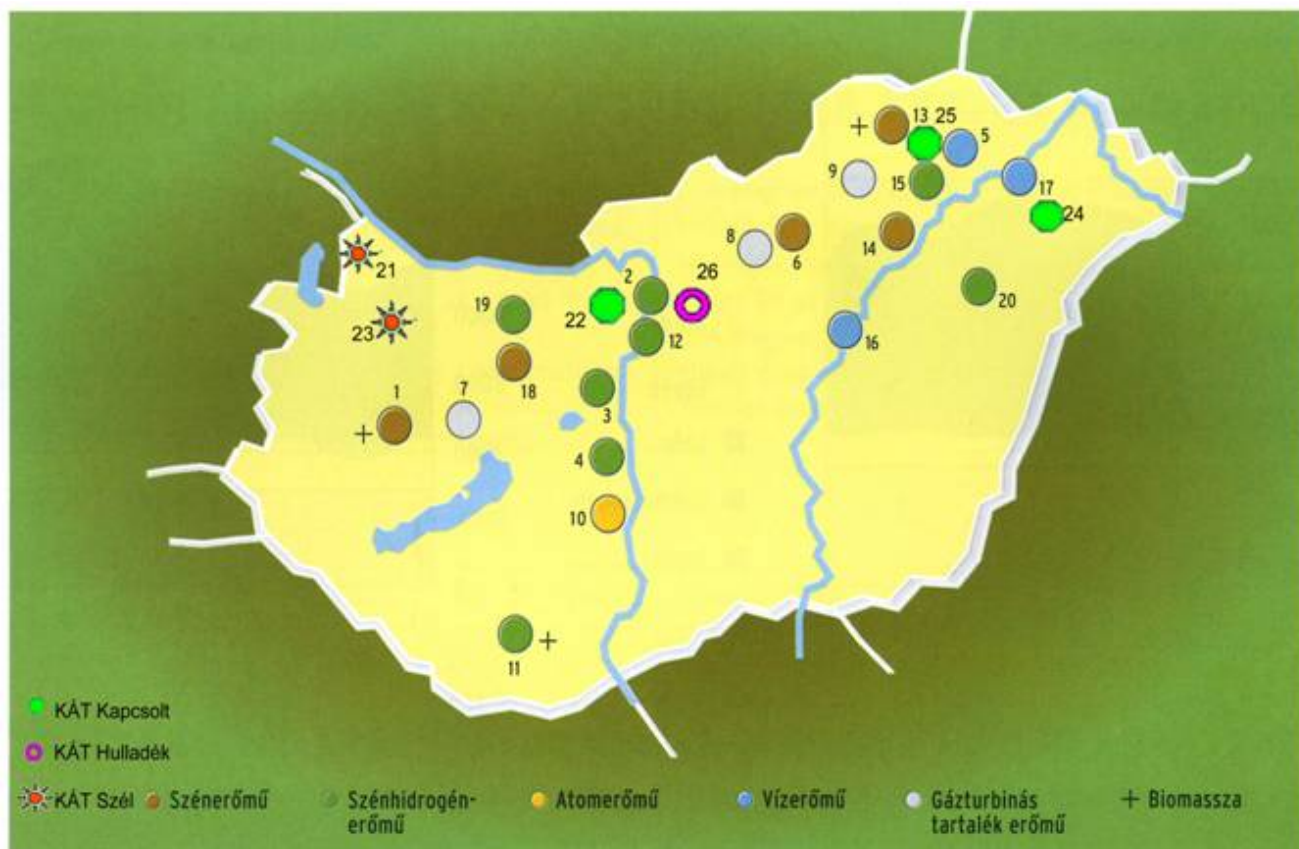 13 25
5
9
15
17
24
14
8
6
26
2
21
19
20
22
23
12
16
18
1
7
3
4
10
11
KÁT Kapcsolt
KÁT Hulladék
KÁT Szél
Szénerőmű
Szénhidrogén-
erőmű
Atomerőmű
Vízerőmű
Gázturbinás
tartalék erőmű
+ Biomassza